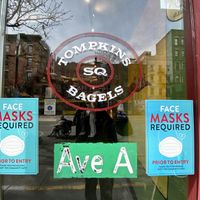 TOMPKINS
SQ
BAGELS
FACE
MASKS
REQUIRED
PRIOR TO ENTRY
FACE
MASKS
REQUIRED
PRIOR TO ENTRY
Ave A